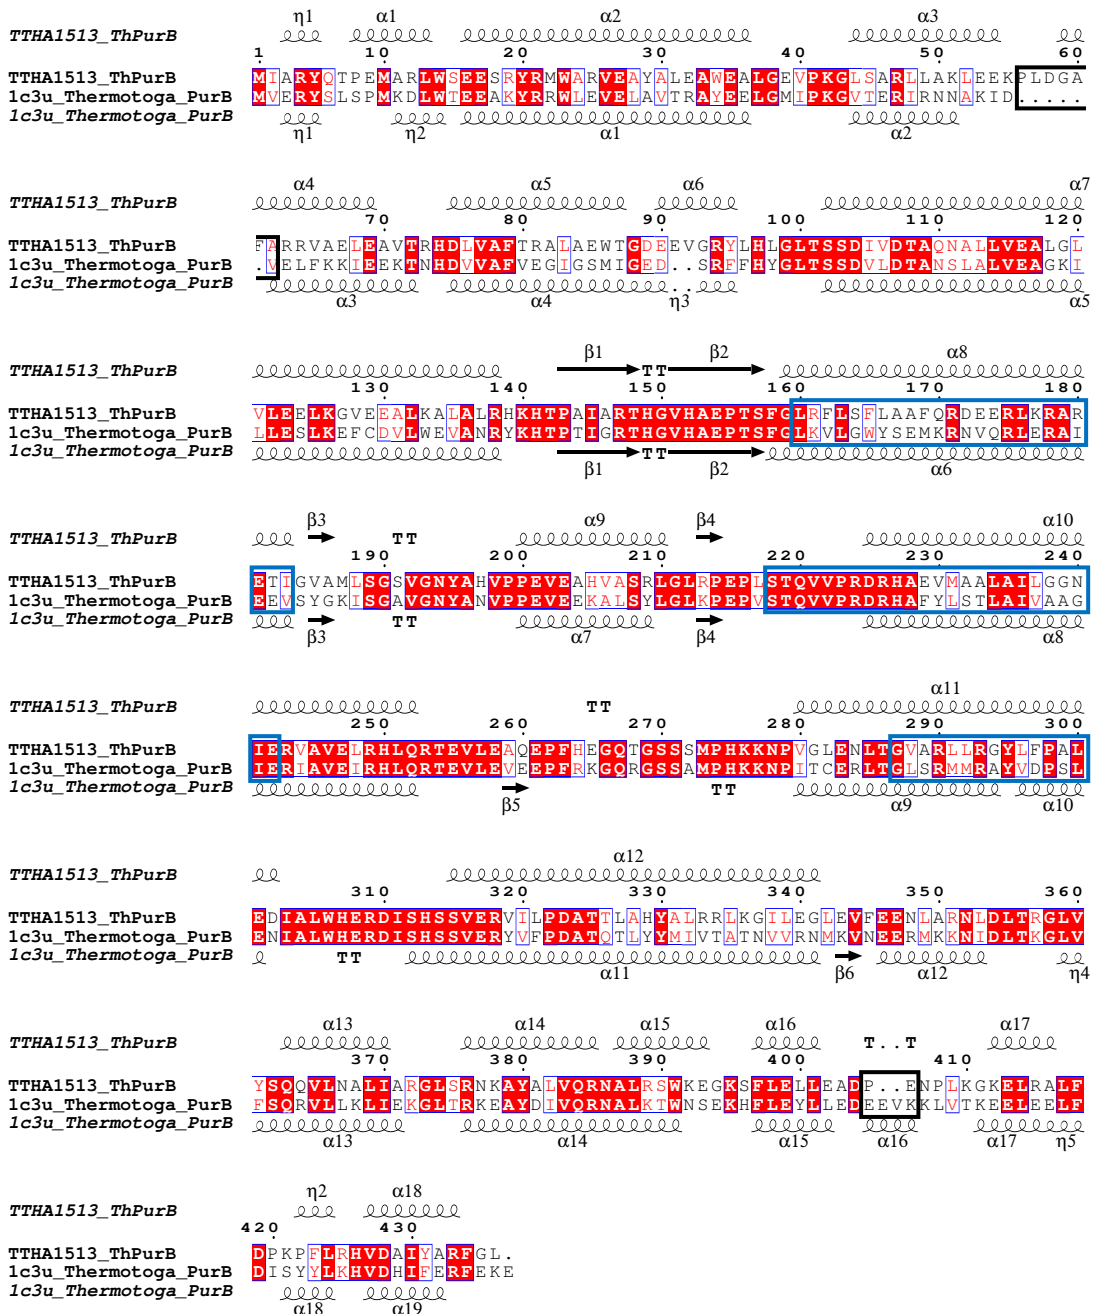 η1 α1 α2 α3
TTHA1513_ThPurB
1 10 20 30 40 50 60
TTHA1513_ThPurB MIARYQTPEMARLWSEESRYRMWARVEAYALEAWEALGEVPKGLSARLLAKLEEKPLDGA
1c3u_Thermotoga_PurB MVERYSLSPMKDLWTEEAKYRRWLEVELAVTRAYEELGMIPKGVTERIRNNAKID.....
1c3u_Thermotoga_PurB
η1 η2 α1 α2
α4 α5 α6 α7
TTHA1513_ThPurB
70 80 90 100 110 120
TTHA1513_ThPurB FARRVAELEAVTRHDLVAFTRALAEWTGDEEVGRYLHLGLTSSDIVDTAQNALLVEALGL
1c3u_Thermotoga_PurB .VELFKKIEEKTNHDVVAFVEGIGSMIGED..SRFFHYGLTSSDVLDTANSLALVEAGKI
1c3u_Thermotoga_PurB
α3 α4 η3 α5
β1 β2 α8
TTHA1513_ThPurB TT
130 140 150 160 170 180
TTHA1513_ThPurB VLEELKGVEEALKALALRHKHTPAIARTHGVHAEPTSFGLRFLSFLAAFQRDEERLKRAR
1c3u_Thermotoga_PurB LLESLKEFCDVLWEVANRYKHTPTIGRTHGVHAEPTSFGLKVLGWYSEMKRNVQRLERAI
1c3u_Thermotoga_PurB TT
β1 β2 α6
β3 α9 β4 α10
TTHA1513_ThPurB TT
190 200 210 220 230 240
TTHA1513_ThPurB ETIGVAMLSGSVGNYAHVPPEVEAHVASRLGLRPEPLSTQVVPRDRHAEVMAALAILGGN
1c3u_Thermotoga_PurB EEVSYGKISGAVGNYANVPPEVEEKALSYLGLKPEPVSTQVVPRDRHAFYLSTLAIVAAG
1c3u_Thermotoga_PurB TT
β3 α7 β4 α8
α11
TTHA1513_ThPurB TT
250 260 270 280 290 300
TTHA1513_ThPurB IERVAVELRHLQRTEVLEAQEPFHEGQTGSSSMPHKKNPVGLENLTGVARLLRGYLFPAL
1c3u_Thermotoga_PurB IERIAVEIRHLQRTEVLEVEEPFRKGQRGSSAMPHKKNPITCERLTGLSRMMRAYVDPSL
1c3u_Thermotoga_PurB TT
β5 α9 α10
α12
TTHA1513_ThPurB
310 320 330 340 350 360
TTHA1513_ThPurB EDIALWHERDISHSSVERVILPDATTLAHYALRRLKGILEGLEVFEENLARNLDLTRGLV
1c3u_Thermotoga_PurB ENIALWHERDISHSSVERYVFPDATQTLYYMIVTATNVVRNMKVNEERMKKNIDLTKGLV
1c3u_Thermotoga_PurB TT
α11 β6 α12 η4
α13 α14 α15 α16 α17
TTHA1513_ThPurB T..T
370 380 390 400 410
TTHA1513_ThPurB YSQQVLNALIARGLSRNKAYALVQRNALRSWKEGKSFLELLEADP..ENPLKGKELRALF
1c3u_Thermotoga_PurB FSQRVLLKLIEKGLTRKEAYDIVQRNALKTWNSEKHFLEYLLEDEEVKKLVTKEELEELF
1c3u_Thermotoga_PurB
α13 α14 α15 α16 α17 η5
η2 α18
TTHA1513_ThPurB
420 430
TTHA1513_ThPurB DPKPFLRHVDAIYARFGL.
1c3u_Thermotoga_PurB DISYYLKHVDHIFERFEKE
1c3u_Thermotoga_PurB
α18 α19